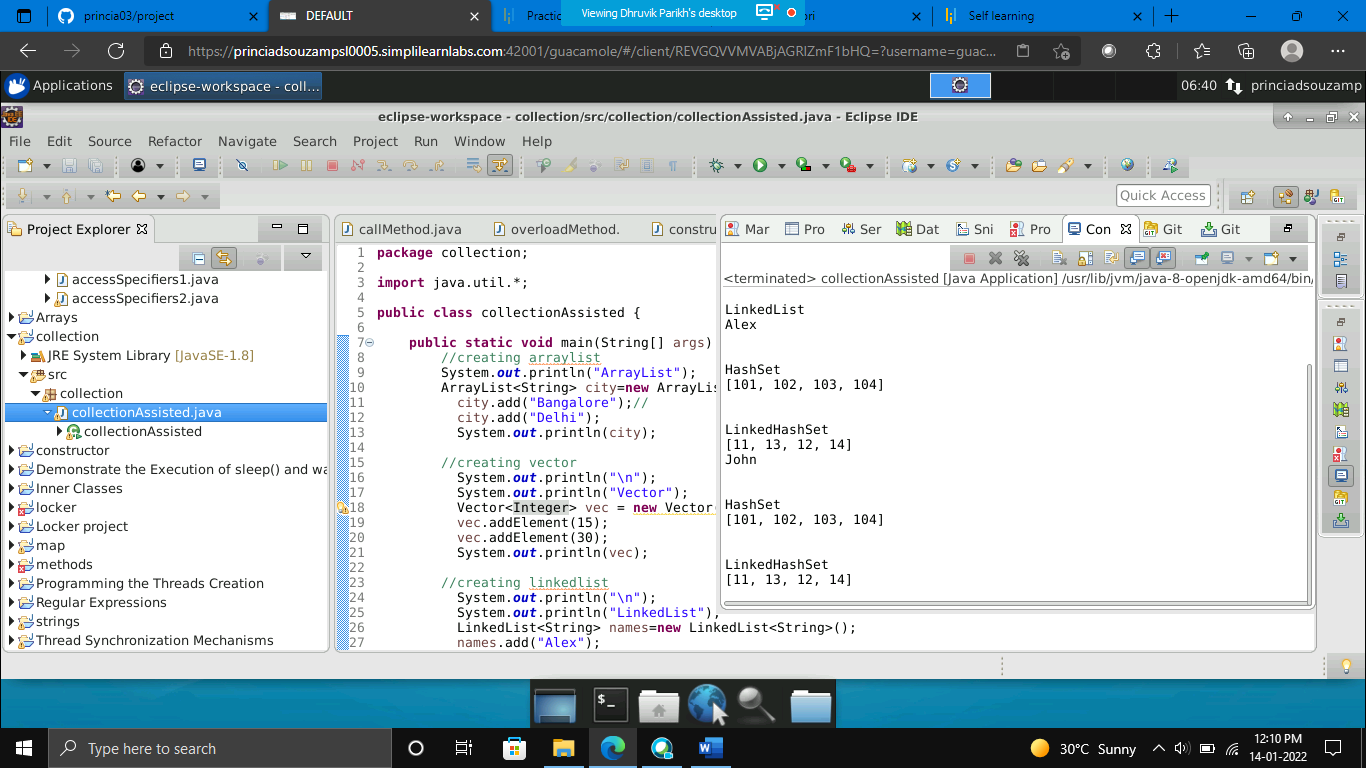 princia03/project
DEFAULT
Practic
Viewing Dhruvik Parikh's desktop
ori
Self learning
https://princiadsouzampsl0005.simplilearnlabs.com:42001/guacamole/#/client/REVGQVVMVABjAGRlZmF1bHQ=?username=guac...
Applications
eclipse-workspace - coll...
06:40
princiadsouzamp
eclipse-workspace - collection/src/collection/collectionAssisted.java - Eclipse IDE
File Edit Source Refactor Navigate Search Project Run Window Help
Quick Access
Project Explorer
accessSpecifiers1.java
accessSpecifiers2.java
Arrays
collection
JRE System Library [JavaSE-1.8]
src
collection
collectionAssisted.java
collectionAssisted
constructor
Demonstrate the Execution of sleep() and wa
Inner Classes
locker
Locker project
map
methods
Programming the Threads Creation
Regular Expressions
strings
Thread Synchronization Mechanisms
callMethod.java
overloadMethod.
constru
1 package collection;
2
3 import java.util.*;
4
5 public class collectionAssisted {
6
7 public static void main(String[] args)
8 //creating arraylist
9 System.out.println("ArrayList");
10 ArrayList<String> city=new ArrayLis
11 city.add("Bangalore");//
12 city.add("Delhi");
13 System.out.println(city);
14
15 //creating vector
16 System.out.println("\n");
17 System.out.println("Vector");
18 Vector<Integer> vec = new Vector
19 vec.addElement(15);
20 vec.addElement(30);
21 System.out.println(vec);
22
23 //creating linkedlist
24 System.out.println("\n");
25 System.out.println("LinkedList");
26 LinkedList<String> names=new LinkedList<String>();
27 names.add("Alex");
Mar Pro Ser Dat Sni Pro Con Git Git
<terminated> collectionAssisted [Java Application] /usr/lib/jvm/java-8-openjdk-amd64/bin/
LinkedList
Alex
HashSet
[101, 102, 103, 104]
LinkedHashSet
[11, 13, 12, 14]
John
HashSet
[101, 102, 103, 104]
LinkedHashSet
[11, 13, 12, 14]
Type here to search
30°C Sunny
12:10 PM
14-01-2022